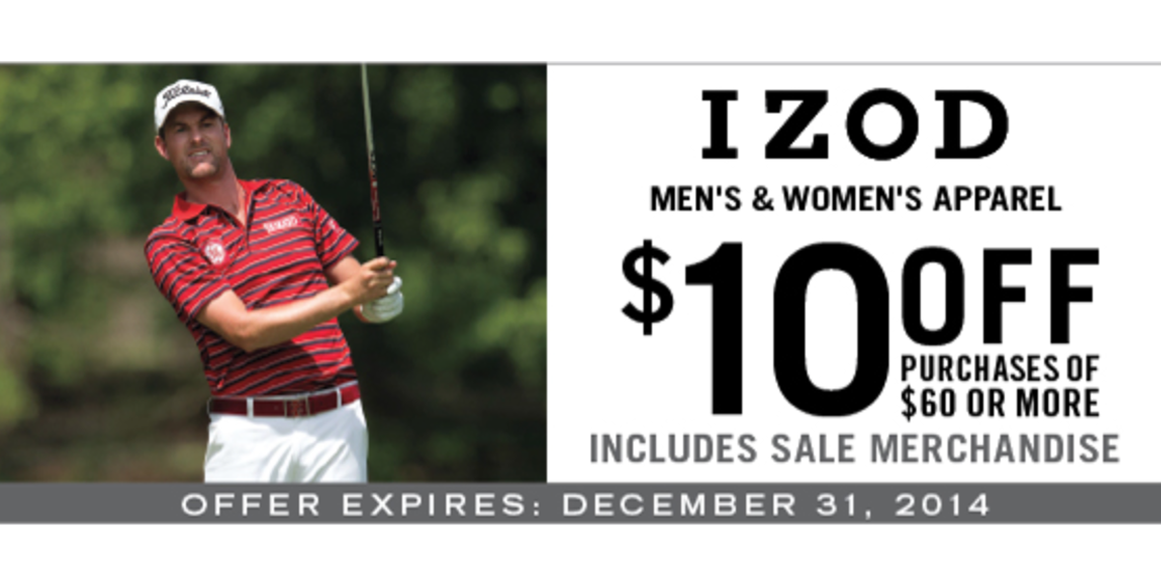 Titleist
IZOD
MEN'S & WOMEN'S APPAREL
$10 OFF
PURCHASES OF
$60 OR MORE
INCLUDES SALE MERCHANDISE
OFFER EXPIRES: DECEMBER 31, 2014